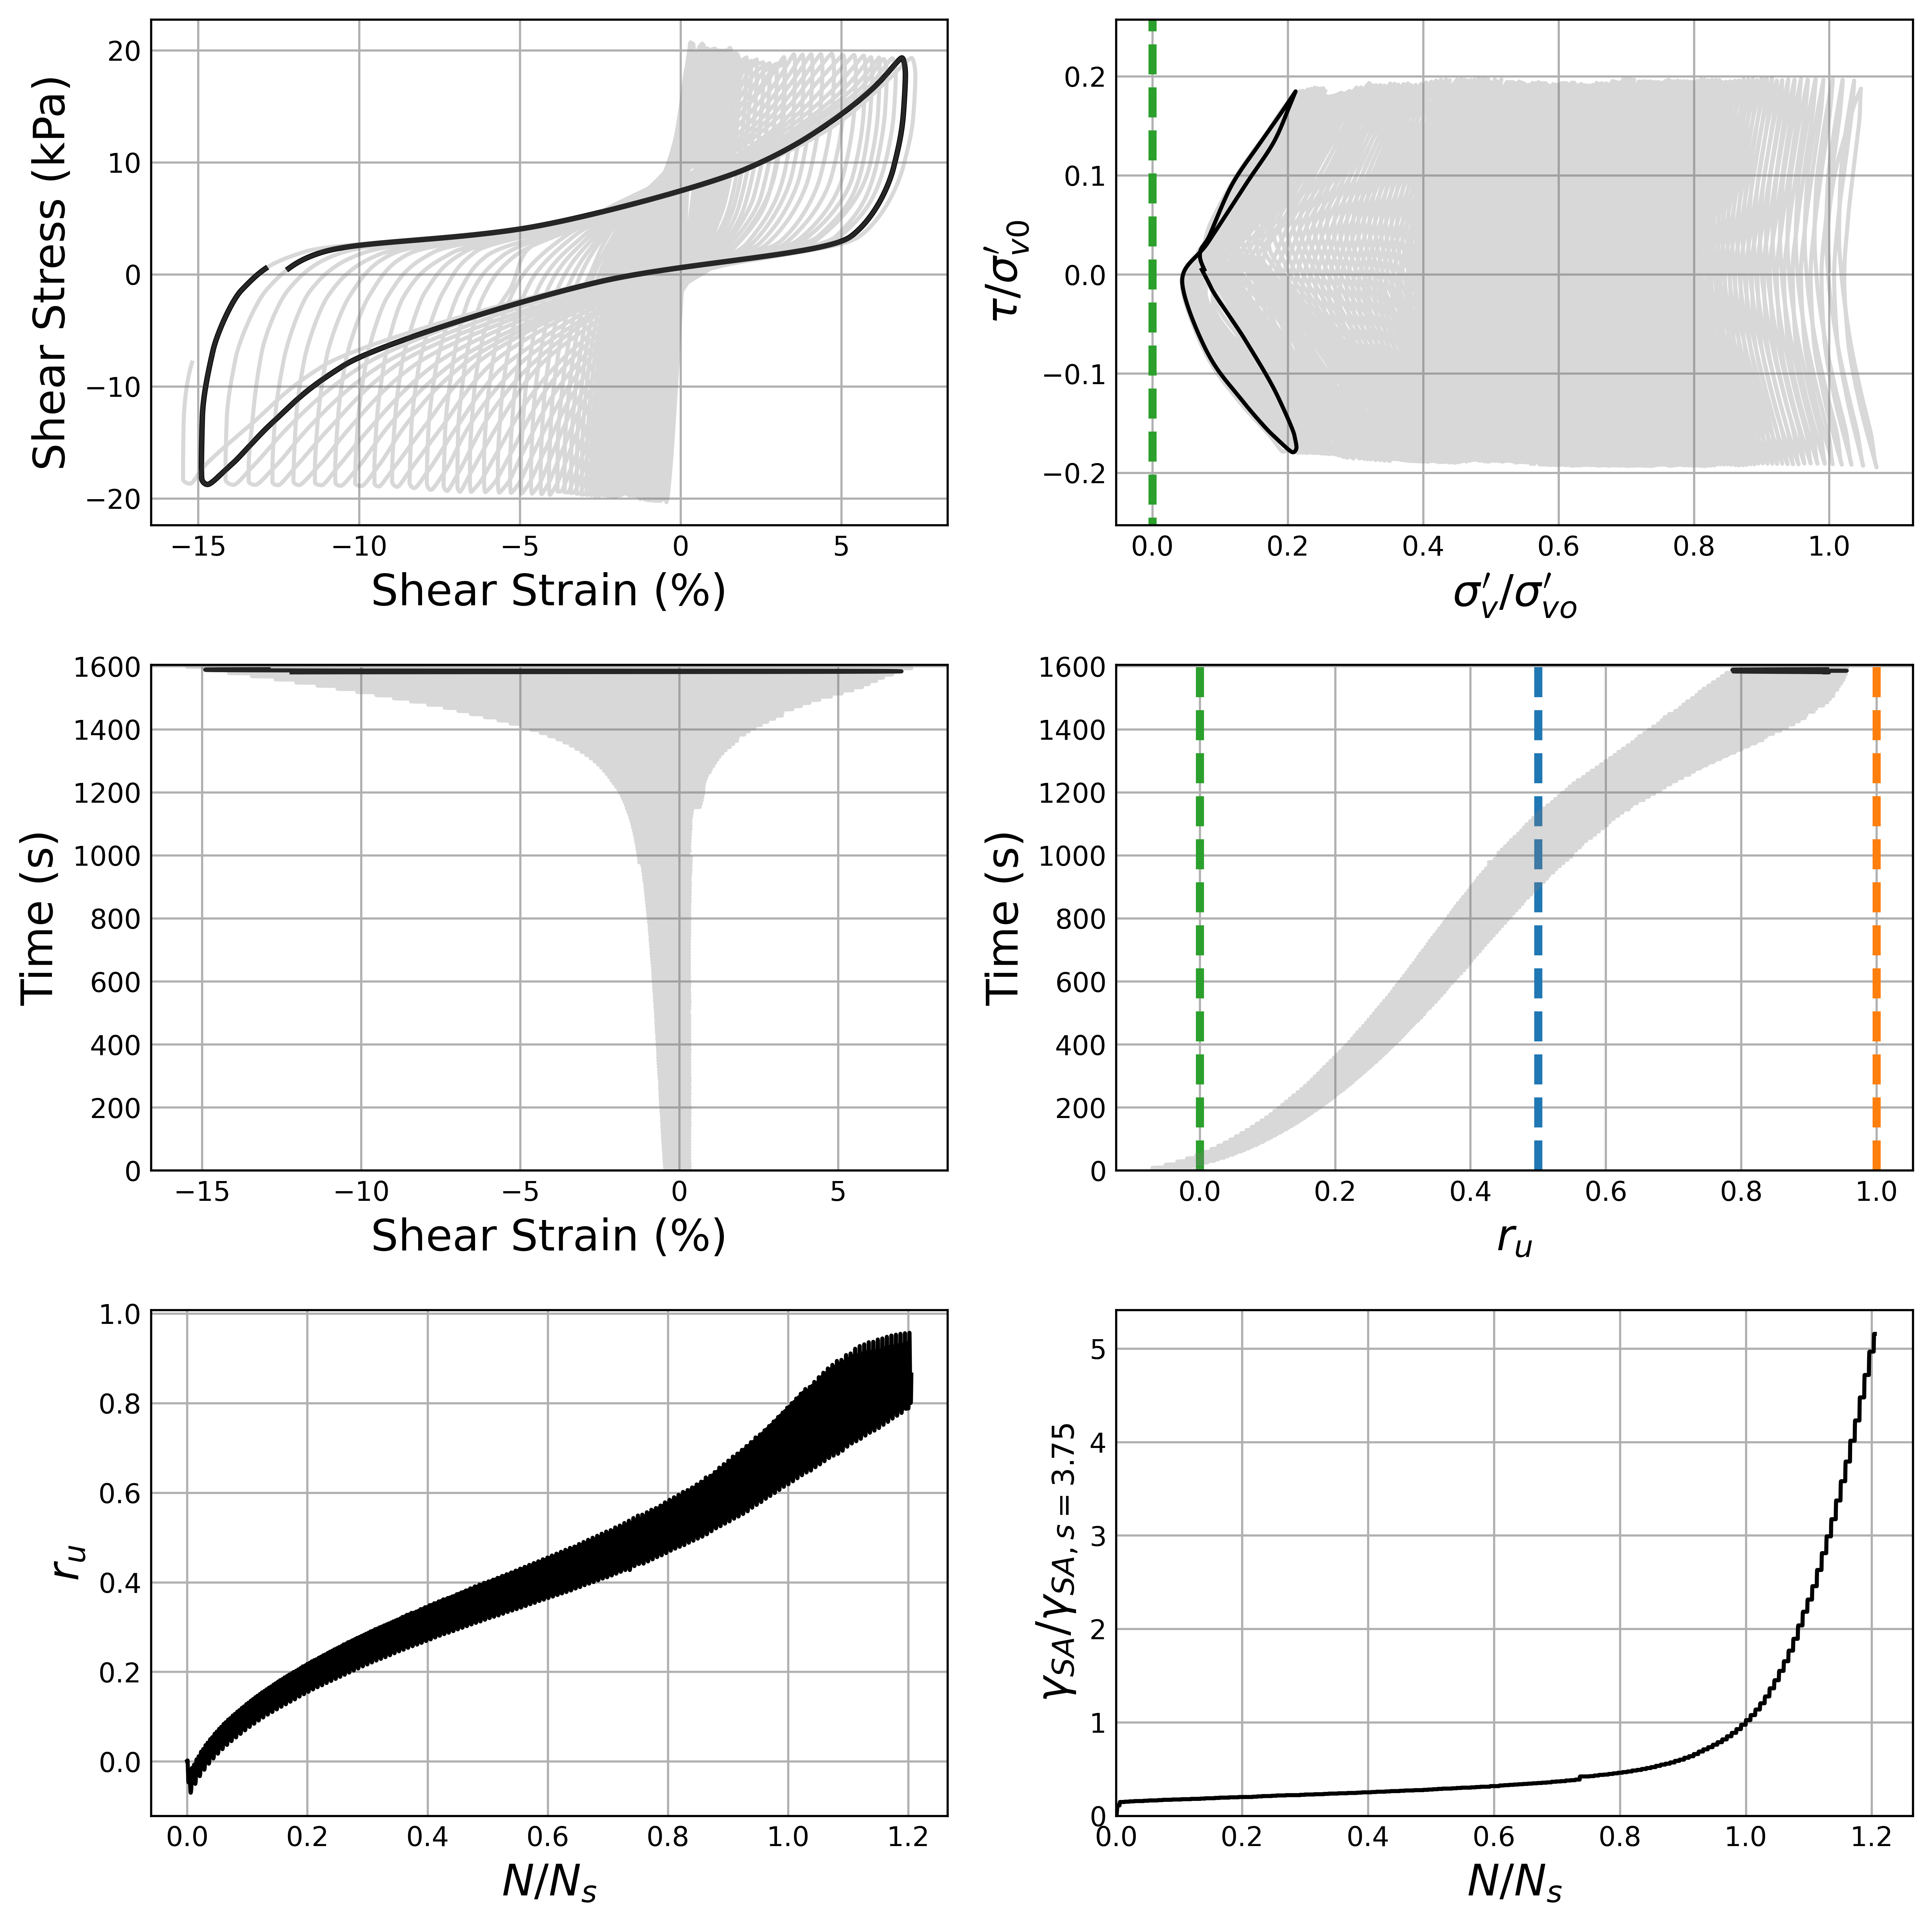 20
10
0
−10
−20
Shear Stress (kPa)
−15 −10 −5 0 5
Shear Strain (%)
0.2
0.1
0.0
−0.1
−0.2
τ/σ′v0
0.0 0.2 0.4 0.6 0.8 1.0
σ′v/σ′vo
1600
1400
1200
1000
800
600
400
200
0
Time (s)
−15 −10 −5 0 5
Shear Strain (%)
1600
1400
1200
1000
800
600
400
200
0
Time (s)
0.0 0.2 0.4 0.6 0.8 1.0
ru
1.0
0.8
0.6
0.4
0.2
0.0
ru
0.0 0.2 0.4 0.6 0.8 1.0 1.2
N/Ns
5
4
3
2
1
0
γSA/γSA, s = 3.75
0.0 0.2 0.4 0.6 0.8 1.0 1.2
N/Ns